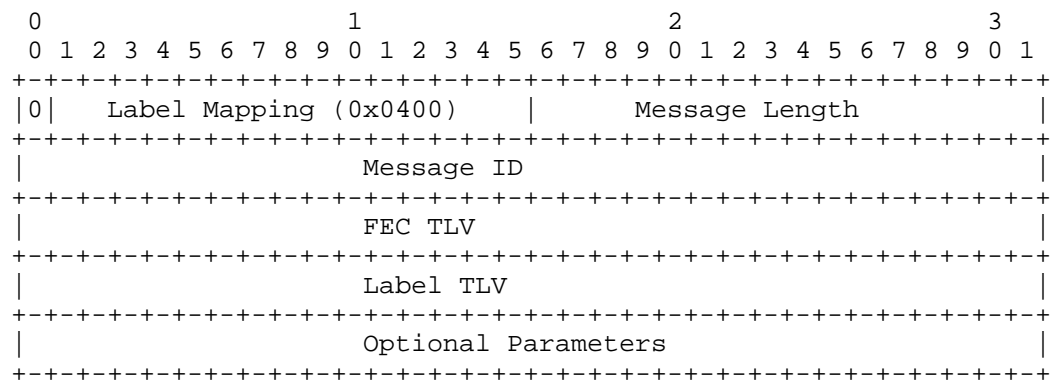 0                   1                   2                   3
 0 1 2 3 4 5 6 7 8 9 0 1 2 3 4 5 6 7 8 9 0 1 2 3 4 5 6 7 8 9 0 1
+-+-+-+-+-+-+-+-+-+-+-+-+-+-+-+-+-+-+-+-+-+-+-+-+-+-+-+-+-+-+-+-+
|0|   Label Mapping (0x0400)    |      Message Length           |
+-+-+-+-+-+-+-+-+-+-+-+-+-+-+-+-+-+-+-+-+-+-+-+-+-+-+-+-+-+-+-+-+
|                     Message ID                                |
+-+-+-+-+-+-+-+-+-+-+-+-+-+-+-+-+-+-+-+-+-+-+-+-+-+-+-+-+-+-+-+-+
|                     FEC TLV                                   |
+-+-+-+-+-+-+-+-+-+-+-+-+-+-+-+-+-+-+-+-+-+-+-+-+-+-+-+-+-+-+-+-+
|                     Label TLV                                 |
+-+-+-+-+-+-+-+-+-+-+-+-+-+-+-+-+-+-+-+-+-+-+-+-+-+-+-+-+-+-+-+-+
|                     Optional Parameters                       |
+-+-+-+-+-+-+-+-+-+-+-+-+-+-+-+-+-+-+-+-+-+-+-+-+-+-+-+-+-+-+-+-+